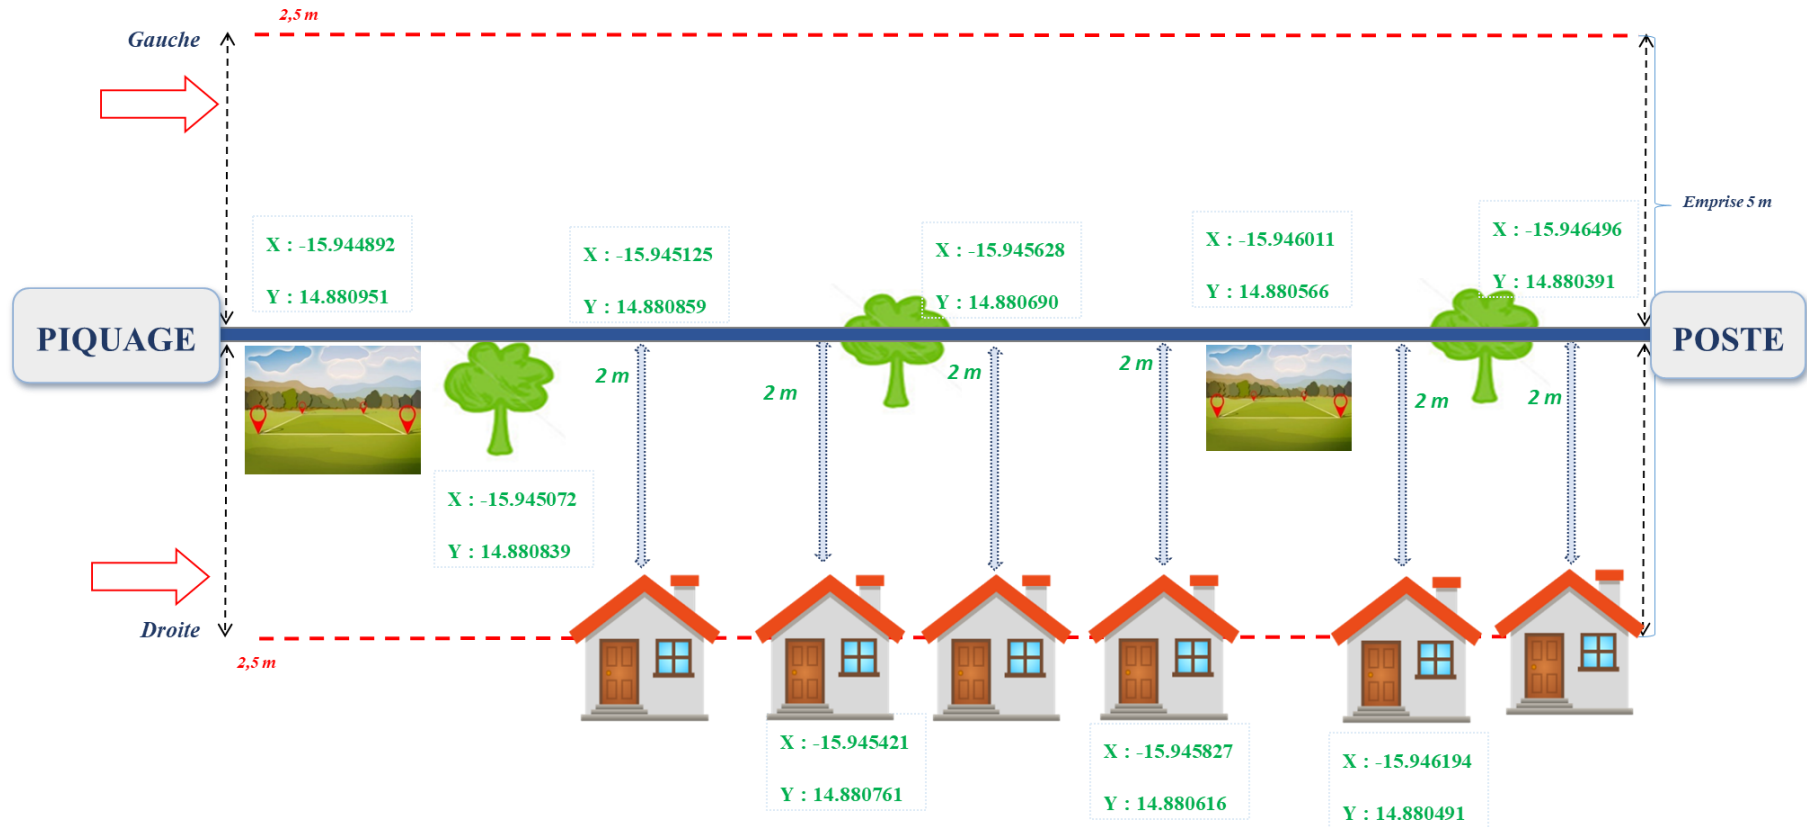 2,5 m
Gauche
Emprise 5 m
X : -15.944892
Y : 14.880951
X : -15.945125
Y : 14.880859
X : -15.945628
Y : 14.880690
X : -15.946011
Y : 14.880566
X : -15.946496
Y : 14.880391
PIQUAGE
POSTE
2 m
2 m
2 m
2 m
2 m
2 m
X : -15.945072
Y : 14.880839
Droite
2,5 m
X : -15.945421
Y : 14.880761
X : -15.945827
Y : 14.880616
X : -15.946194
Y : 14.880491